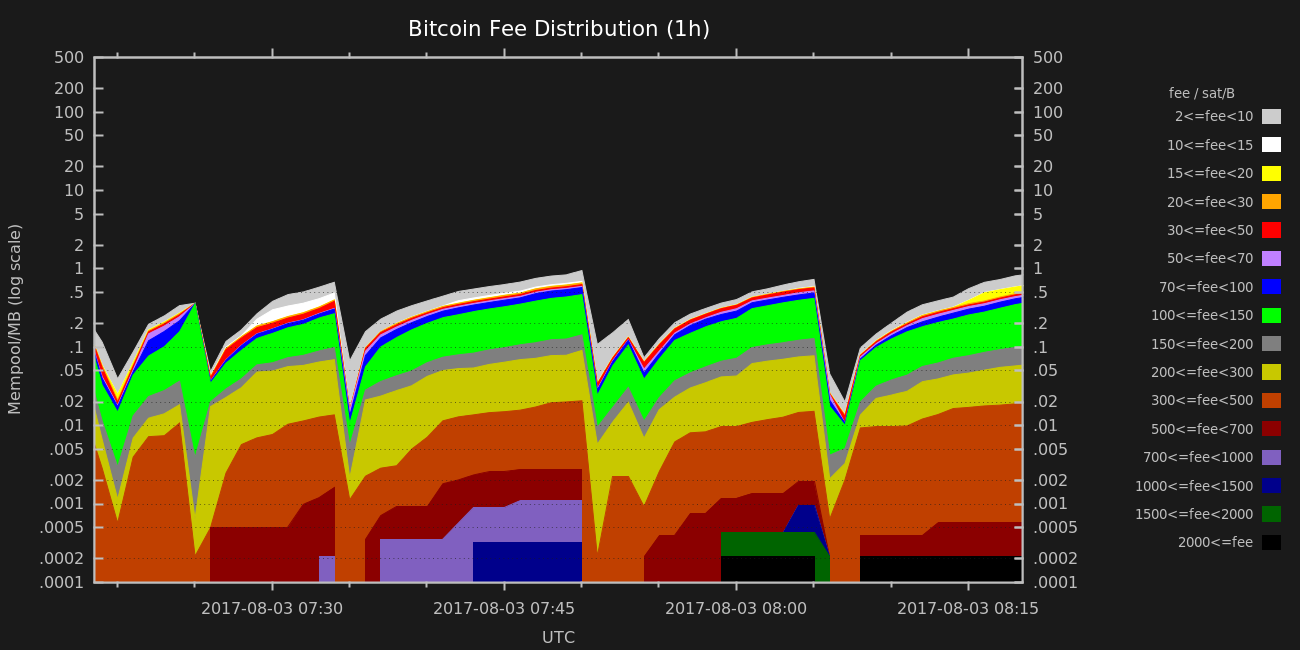 Bitcoin Fee Distribution (1h)
Mempool/MB (log scale)
500
200
100
50
20
10
5
2
1
.5
.2
.1
.05
.02
.01
.005
.002
.001
.0005
.0002
.0001
500
200
100
50
20
10
5
2
1
.5
.2
.1
.05
.02
.01
.005
.002
.001
.0005
.0002
.0001
2017-08-03 07:30
2017-08-03 07:45
2017-08-03 08:00
2017-08-03 08:15
UTC
fee / sat/B
2<=fee<10
10<=fee<15
15<=fee<20
20<=fee<30
30<=fee<50
50<=fee<70
70<=fee<100
100<=fee<150
150<=fee<200
200<=fee<300
300<=fee<500
500<=fee<700
700<=fee<1000
1000<=fee<1500
1500<=fee<2000
2000<=fee